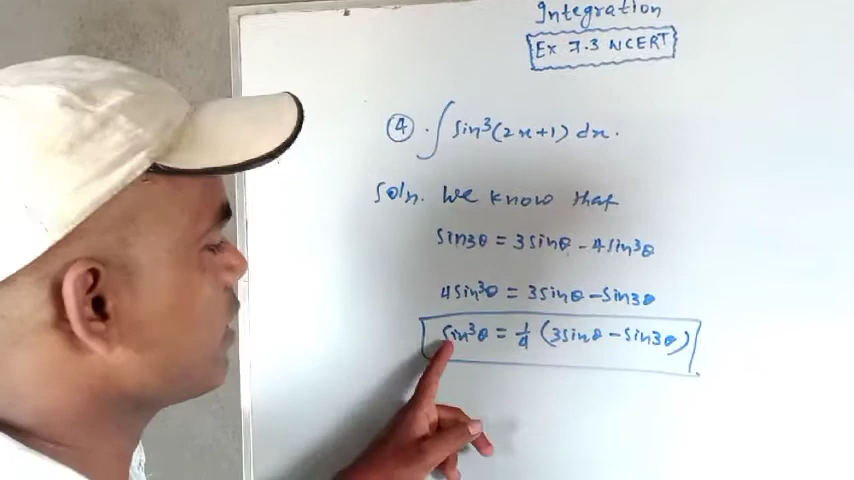 Integration
Ex 7.3 NCERT
④ . ∫ Sin³(2x+1) dx.
Soln. We know that
Sin3θ = 3Sinθ - 4Sin³θ
4Sin³θ = 3Sinθ - Sin3θ
Sin³θ = 1/4 (3Sinθ - Sin3θ)